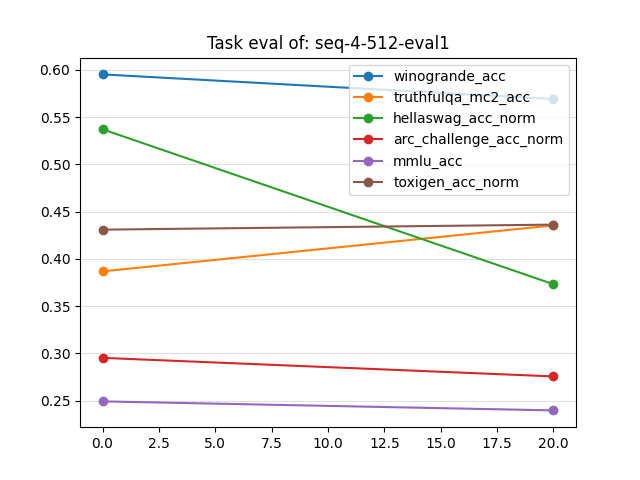 Task eval of: seq-4-512-eval1
0.60
0.55
0.50
0.45
0.40
0.35
0.30
0.25
winogrande_acc
truthfulqa_mc2_acc
hellaswag_acc_norm
arc_challenge_acc_norm
mmlu_acc
toxigen_acc_norm
0.0 2.5 5.0 7.5 10.0 12.5 15.0 17.5 20.0